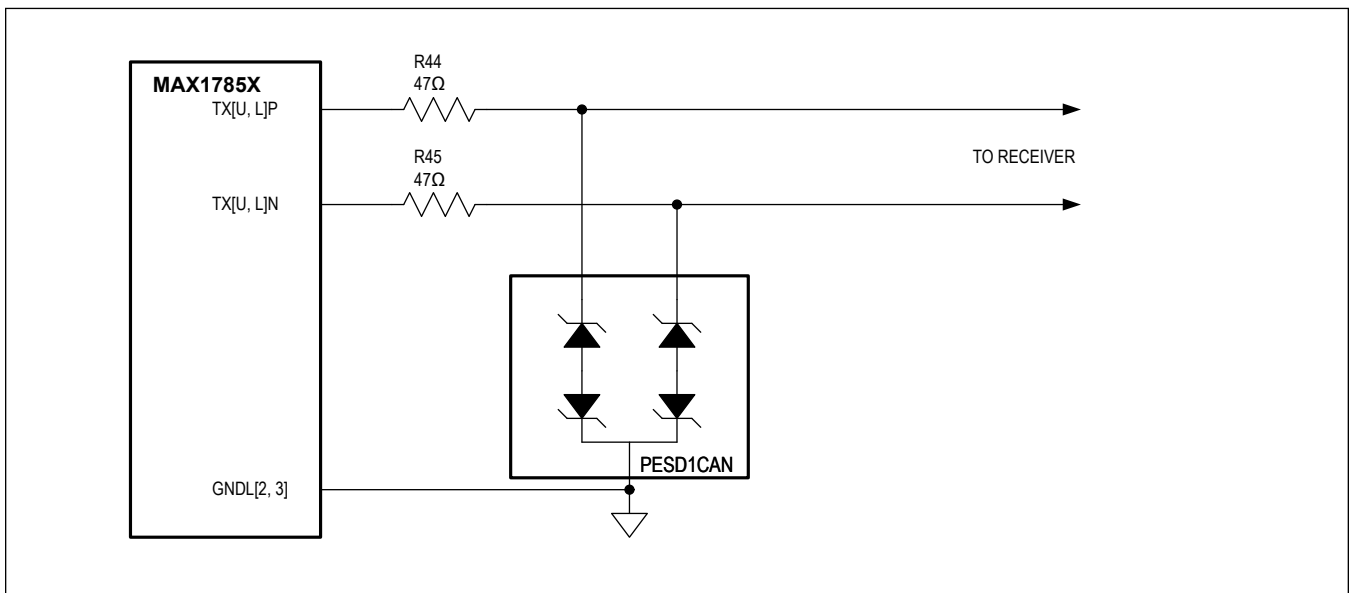 MAX1785X
TX[U, L]P
R44
47Ω
TO RECEIVER
R45
47Ω
TX[U, L]N
PESD1CAN
GNDL[2, 3]